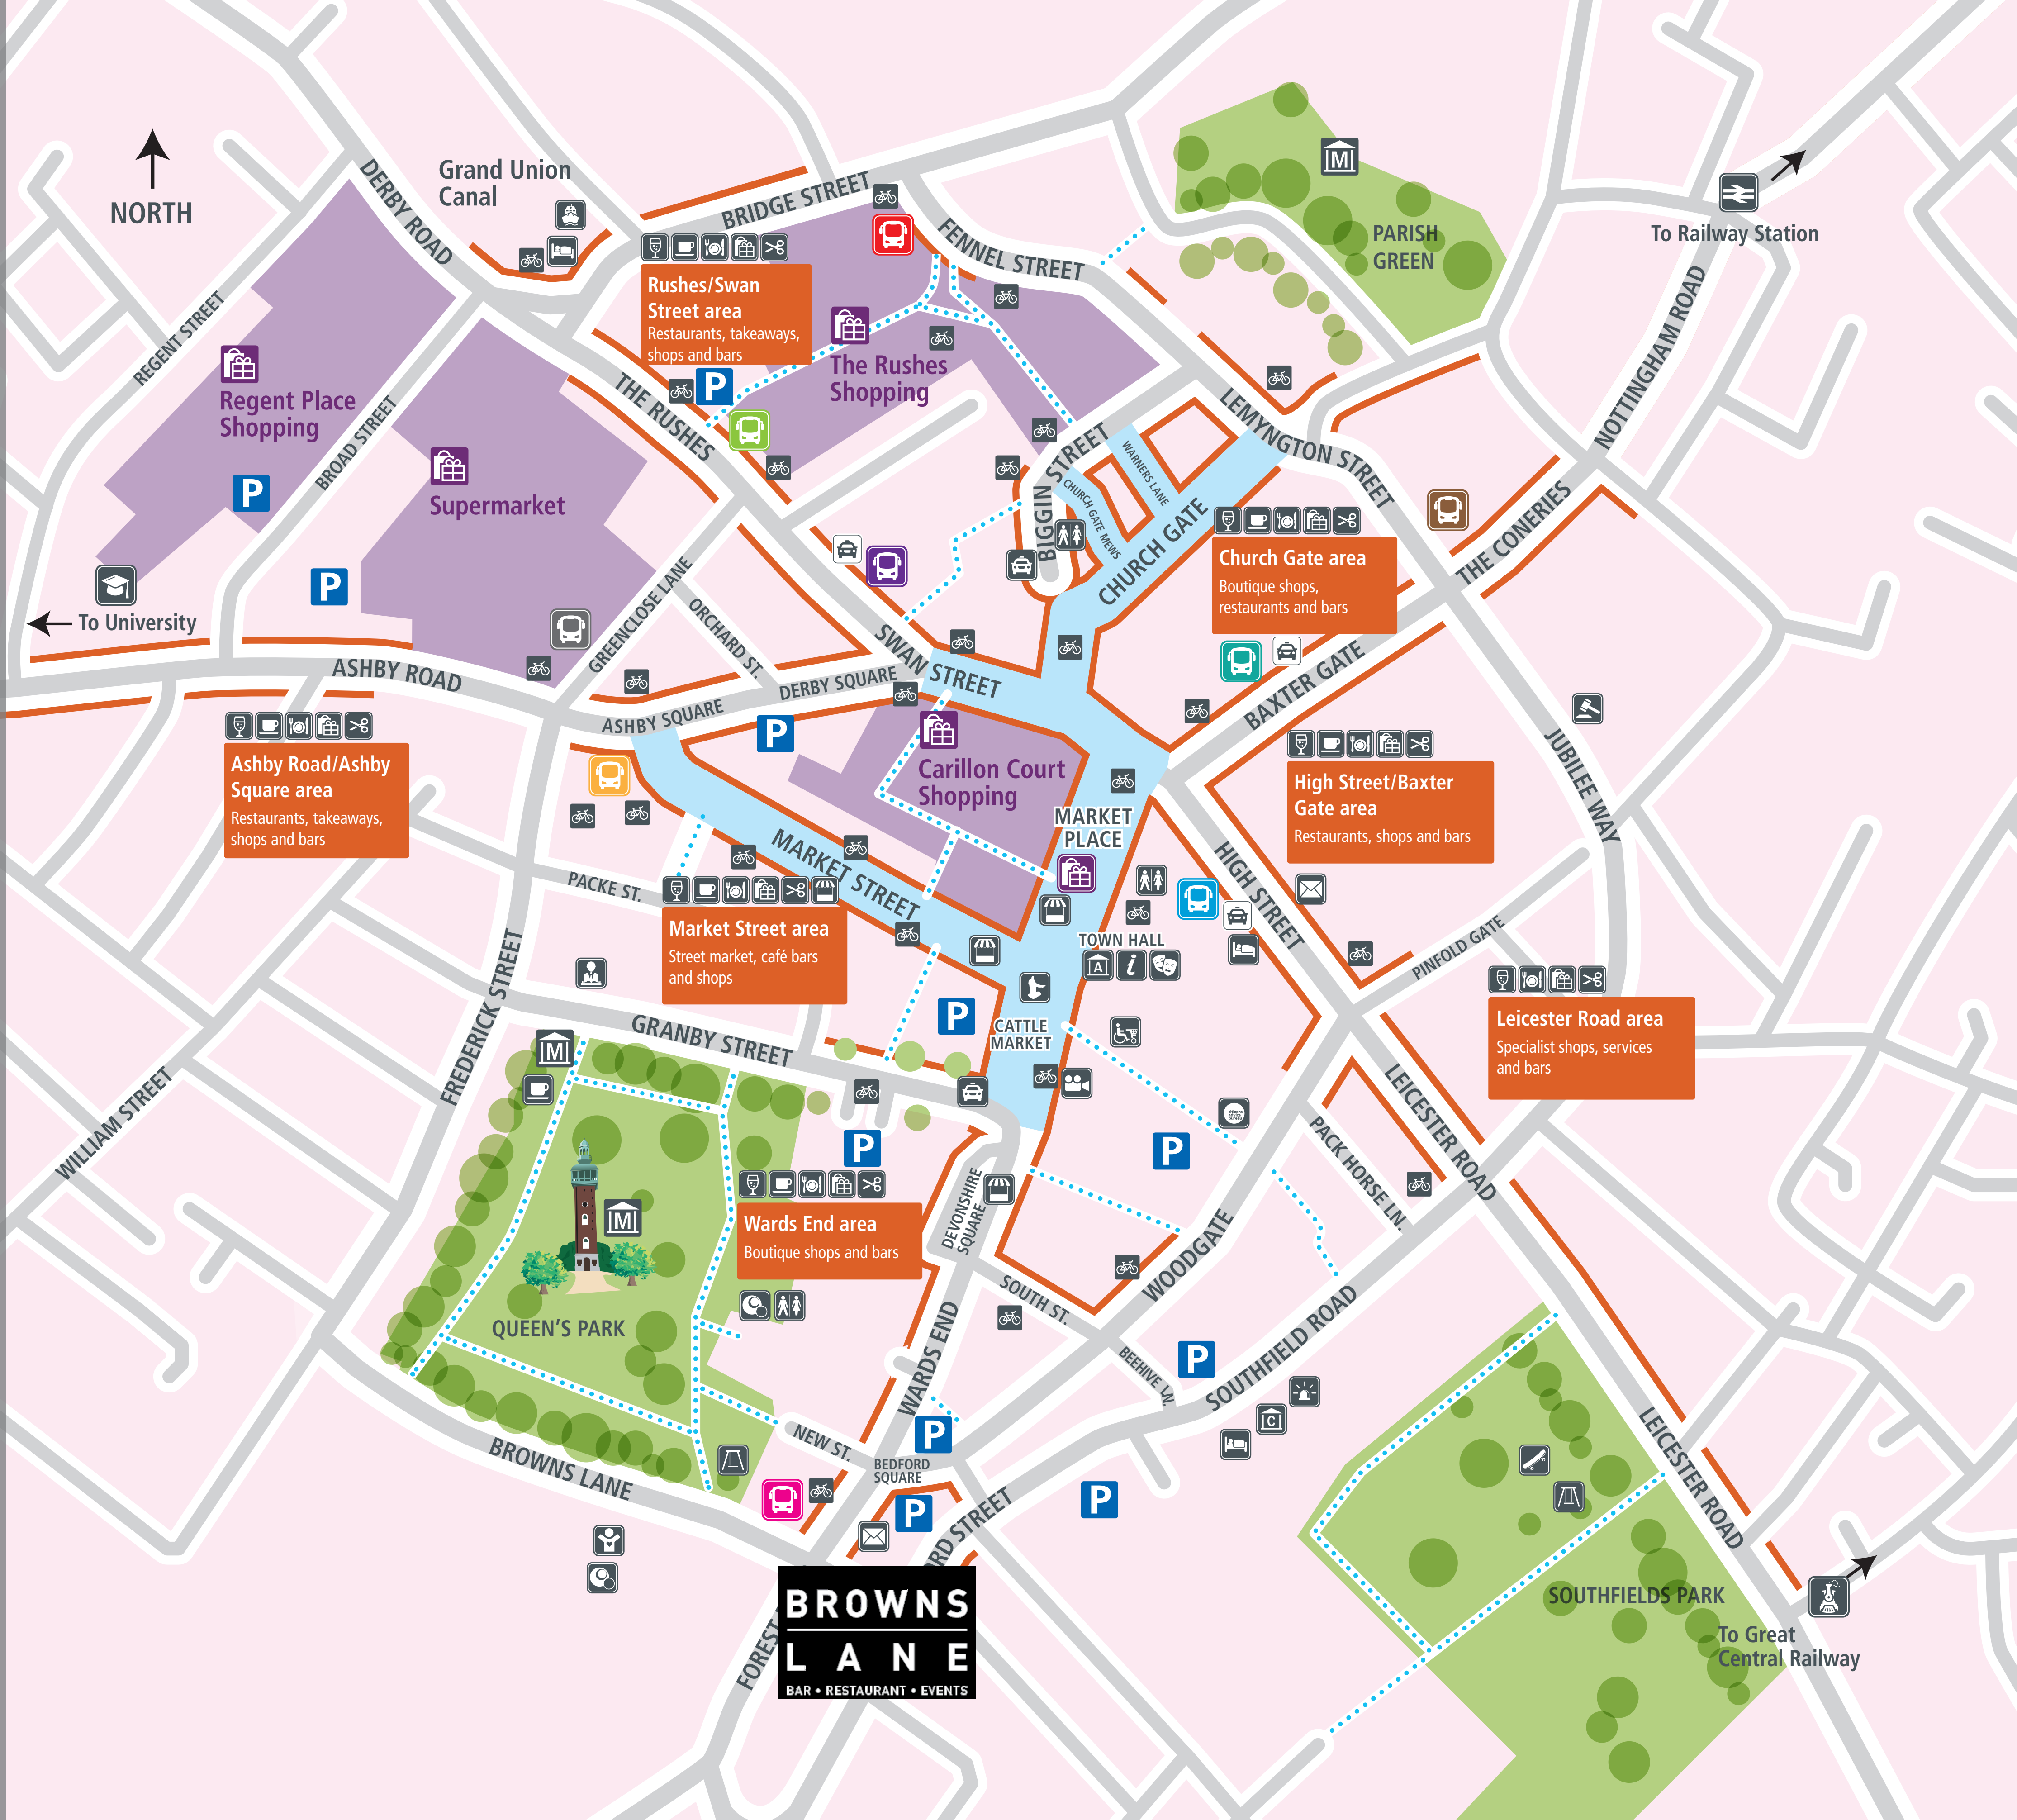 NORTH
DERBY ROAD
Grand Union
Canal
BRIDGE STREET
FENNEL STREET
M
PARISH
GREEN
To Railway Station
NOTTINGHAM ROAD
REGENT STREET
Regent Place
Shopping
P
BROAD STREET
Supermarket
P
To University
Rushes/Swan
Street area
Restaurants, takeaways,
shops and bars
P
The Rushes
Shopping
THE RUSHES
LEMYNGTON STREET
BIGGIN STREET
WARNERS LANE
CHURCH GATE MEWS
CHURCH GATE
Church Gate area
Boutique shops,
restaurants and bars
THE CONERIES
BAXTER GATE
JUBILEE WAY
GREENCLOSE LANE
ORCHARD ST.
SWAN STREET
DERBY SQUARE
ASHBY SQUARE
ASHBY ROAD
Ashby Road/Ashby
Square area
Restaurants, takeaways,
shops and bars
P
Carillon Court
Shopping
MARKET
PLACE
High Street/Baxter
Gate area
Restaurants, shops and bars
HIGH STREET
MARKET STREET
PACKE ST.
Market Street area
Street market, café bars
and shops
TOWN HALL
A
i
PINFOLD GATE
Leicester Road area
Specialist shops, services
and bars
P
CATTLE
MARKET
FREDERICK STREET
GRANBY STREET
WILLIAM STREET
M
M
P
P
citizens
advice
bureau
LEICESTER ROAD
PACK HORSE LN.
Wards End area
Boutique shops and bars
DEVONSHIRE
SQUARE
SOUTH ST.
WOODGATE
QUEEN'S PARK
WARDS END
BEEHIVE LN.
P
SOUTHFIELD ROAD
C
NEW ST.
P
BEDFORD
SQUARE
BROWNS LANE
P
P
LEICESTER ROAD
FORD STREET
FOREST
BROWNS
LANE
BAR • RESTAURANT • EVENTS
SOUTHFIELDS PARK
To Great
Central Railway